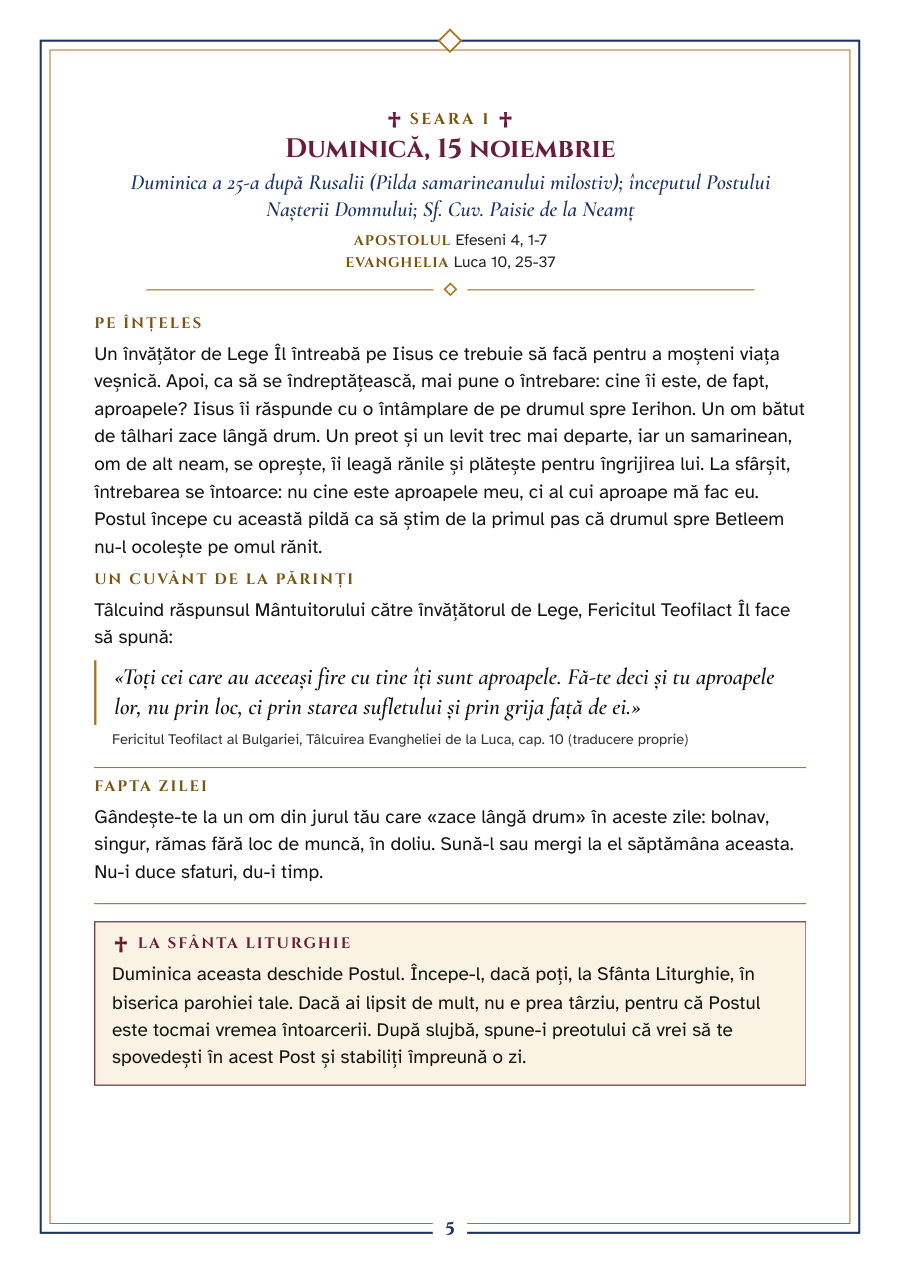 ✝ SEARA I ✝
DUMINICĂ, 15 NOIEMBRIE
Duminica a 25-a după Rusalii (Pilda samarineanului milostiv); începutul Postului
Nașterii Domnului; Sf. Cuv. Paisie de la Neamț
APOSTOLUL Efeseni 4, 1-7
EVANGHELIA Luca 10, 25-37
PE ÎNȚELES
Un învățător de Lege Îl întreabă pe Iisus ce trebuie să facă pentru a moșteni viața
veșnică. Apoi, ca să se îndreptățească, mai pune o întrebare: cine îi este, de fapt,
aproapele? Iisus îi răspunde cu o întâmplare de pe drumul spre Ierihon. Un om bătut
de tâlhari zace lângă drum. Un preot și un levit trec mai departe, iar un samarinean,
om de alt neam, se oprește, îi leagă rănile și plătește pentru îngrijirea lui. La sfârșit,
întrebarea se întoarce: nu cine este aproapele meu, ci al cui aproape mă fac eu.
Postul începe cu această pildă ca să știm de la primul pas că drumul spre Betleem
nu-l ocolește pe omul rănit.
UN CUVÂNT DE LA PĂRINȚI
Tâlcuind răspunsul Mântuitorului către învățătorul de Lege, Fericitul Teofilact Îl face
să spună:
«Toți cei care au aceeași fire cu tine îți sunt aproapele. Fă-te deci și tu aproapele
lor, nu prin loc, ci prin starea sufletului și prin grija față de ei.»
Fericitul Teofilact al Bulgariei, Tâlcuirea Evangheliei de la Luca, cap. 10 (traducere proprie)
FAPTA ZILEI
Gândește-te la un om din jurul tău care «zace lângă drum» în aceste zile: bolnav,
singur, rămas fără loc de muncă, în doliu. Sună-l sau mergi la el săptămâna aceasta.
Nu-i duce sfaturi, du-i timp.
✝ LA SFÂNTA LITURGHIE
Duminica aceasta deschide Postul. Începe-l, dacă poți, la Sfânta Liturghie, în
biserica parohiei tale. Dacă ai lipsit de mult, nu e prea târziu, pentru că Postul
este tocmai vremea întoarcerii. După slujbă, spune-i preotului că vrei să te
spovedești în acest Post și stabiliți împreună o zi.
5